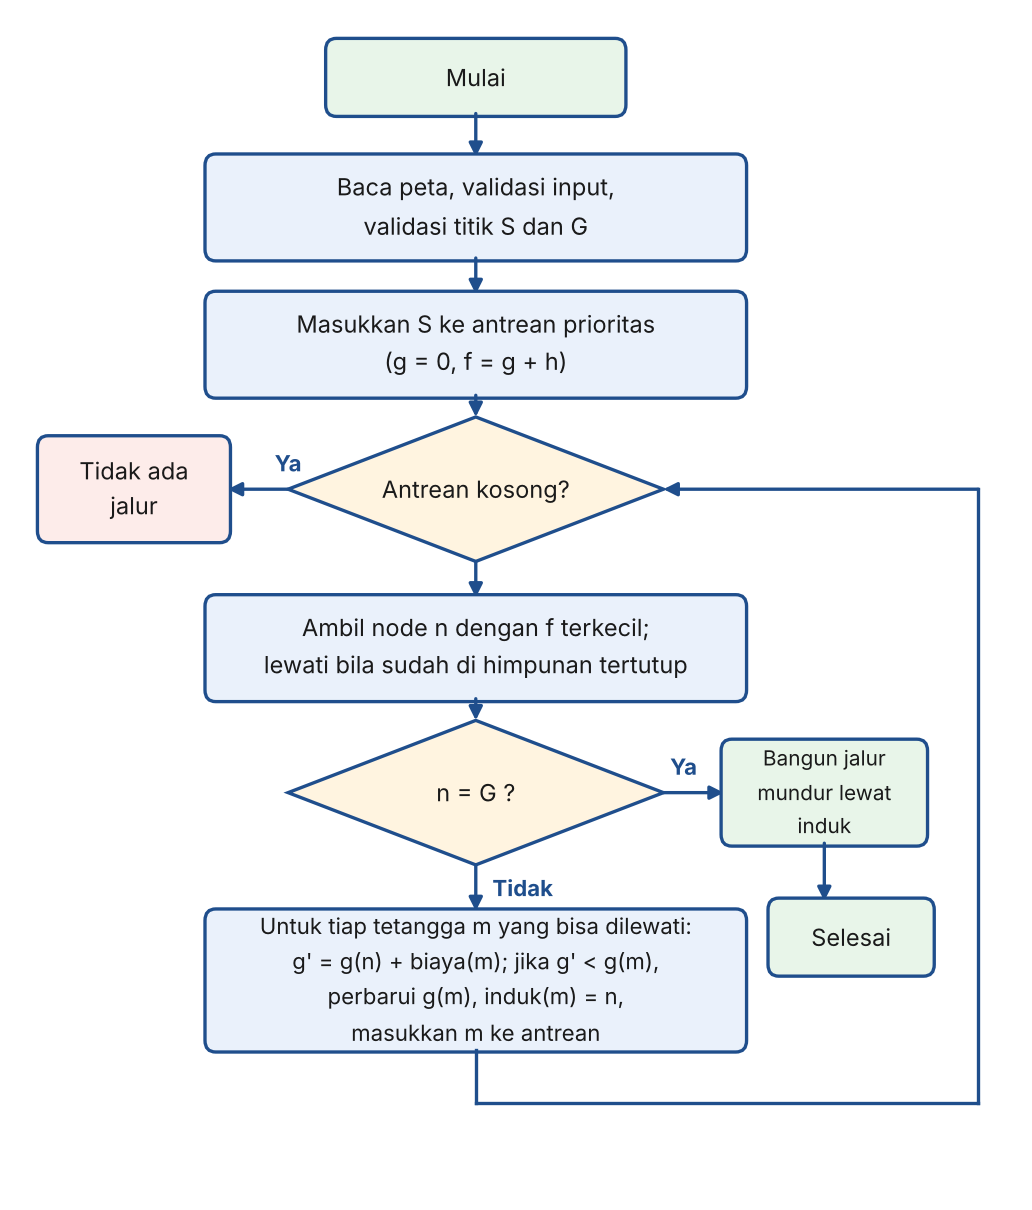 Mulai
Baca peta, validasi input,
validasi titik S dan G
Masukkan S ke antrean prioritas
(g = 0, f = g + h)
Tidak ada
jalur
Ya
Antrean kosong?
Ambil node n dengan f terkecil;
lewati bila sudah di himpunan tertutup
n = G ?
Ya
Bangun jalur
mundur lewat
induk
Tidak
Selesai
Untuk tiap tetangga m yang bisa dilewati:
g' = g(n) + biaya(m); jika g' < g(m),
perbarui g(m), induk(m) = n,
masukkan m ke antrean